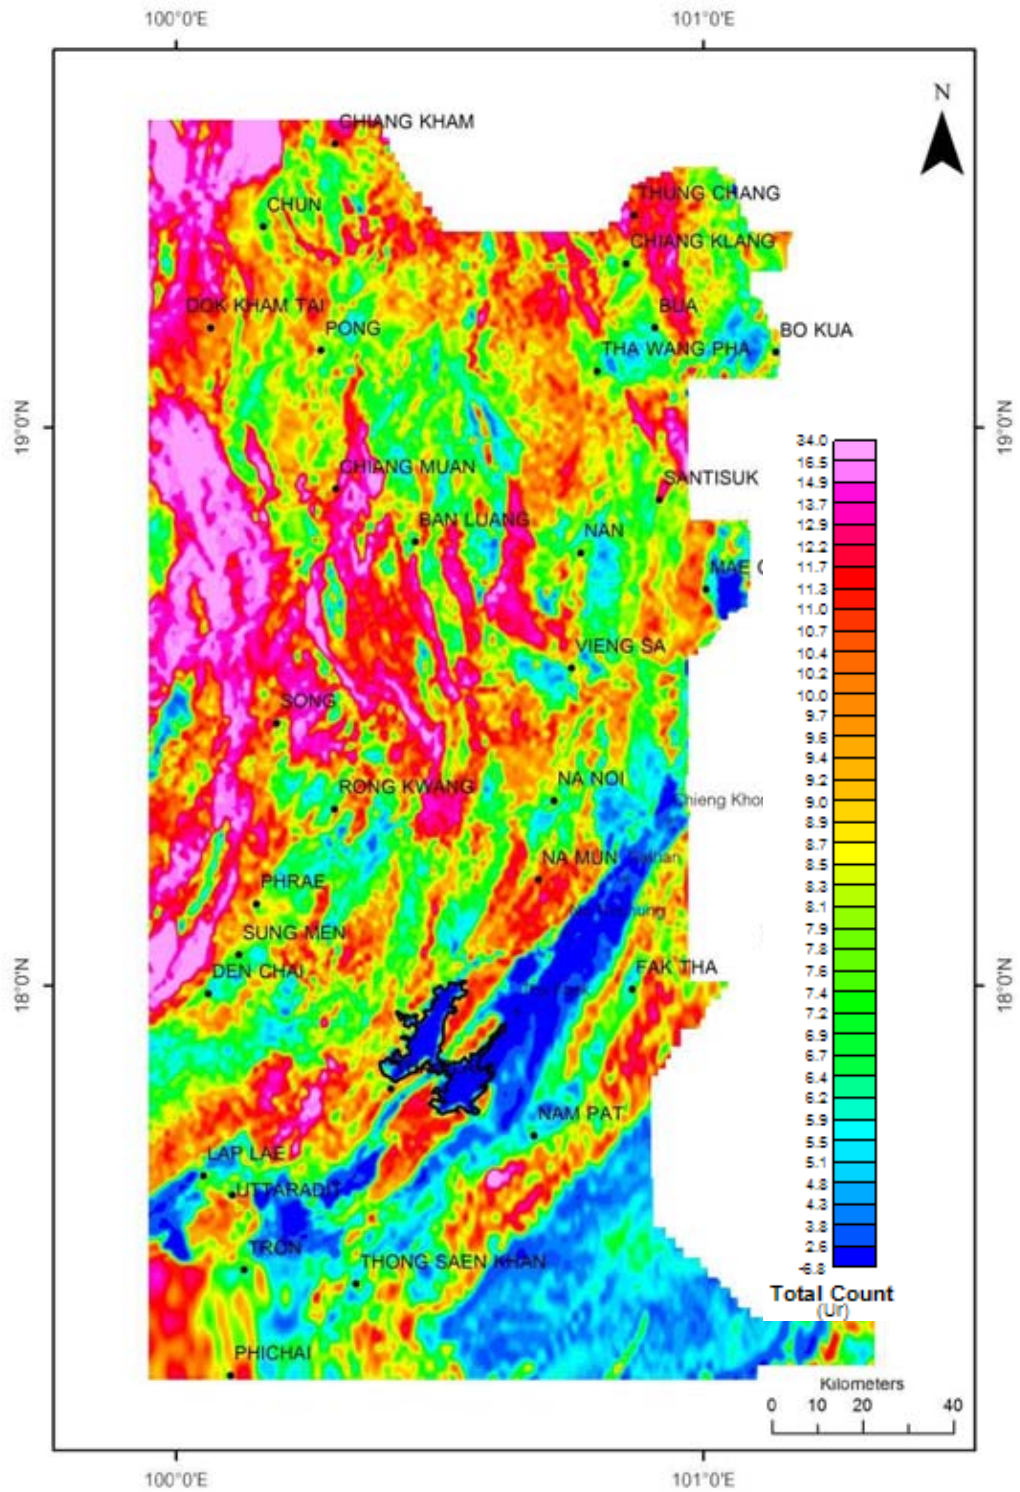 100°0'E
101°0'E
N
CHIANG KHAM
THUNG CHANG
CHUN
CHIANG KLANG
DOK KHAM TAI
BUA
PONG
BO KUA
THA WANG PHA
19°0'N
19°0'N
34.0
16.5
14.9
13.7
12.9
12.2
11.7
11.3
11.0
10.7
10.4
10.2
10.0
9.7
9.6
9.4
9.2
9.0
8.9
8.7
8.5
8.3
8.1
7.9
7.8
7.6
7.4
7.2
6.9
6.7
6.4
6.2
5.9
5.5
5.1
4.8
4.3
3.8
2.6
-6.8
Total Count
(Ur)
CHIANG MUAN
SANTISUK
BAN LUANG
NAN
MAE
VIENG SA
SONG
RONG KWANG
NA NOI
Chieng Khor
NA MUN
PHRAE
SUNG MEN
DEN CHAI
FAK THA
18°0'N
18°0'N
NAM PAT
LAP LAE
UTTARADIT
TRON
THONG SAEN KHAN
PHICHAI
Kilometers
0 10 20 40
100°0'E
101°0'E